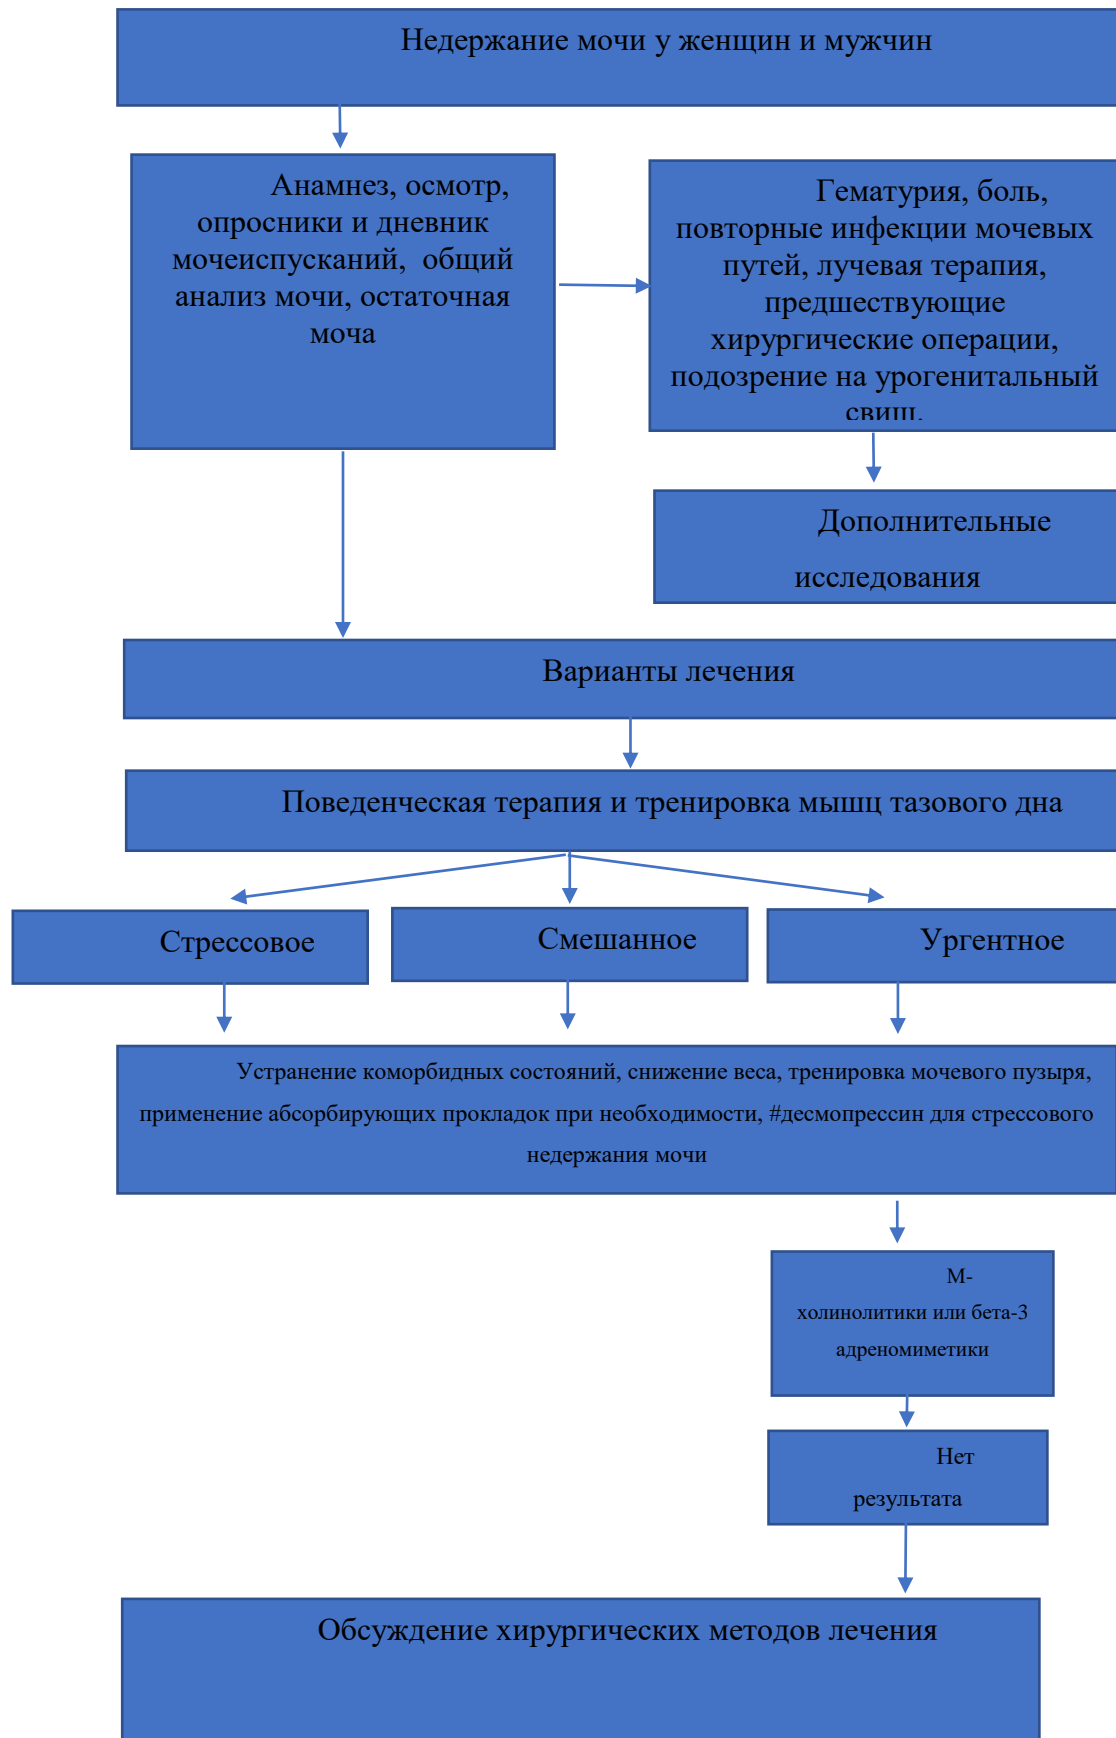 Недержание мочи у женщин и мужчин
Анамнез, осмотр,
опросники и дневник
мочеиспусканий, общий
анализ мочи, остаточная
моча
Гематурия, боль,
повторные инфекции мочевых
путей, лучевая терапия,
предшествующие
хирургические операции,
подозрение на урогенитальный
свищ.
Дополнительные
исследования
Варианты лечения
Поведенческая терапия и тренировка мышц тазового дна
Стрессовое
Смешанное
Ургентное
Устранение коморбидных состояний, снижение веса, тренировка мочевого пузыря,
применение абсорбирующих прокладок при необходимости, #десмопрессин для стрессового
недержания мочи
М-
холинолитики или бета-3
адреномиметики
Нет
результата
Обсуждение хирургических методов лечения